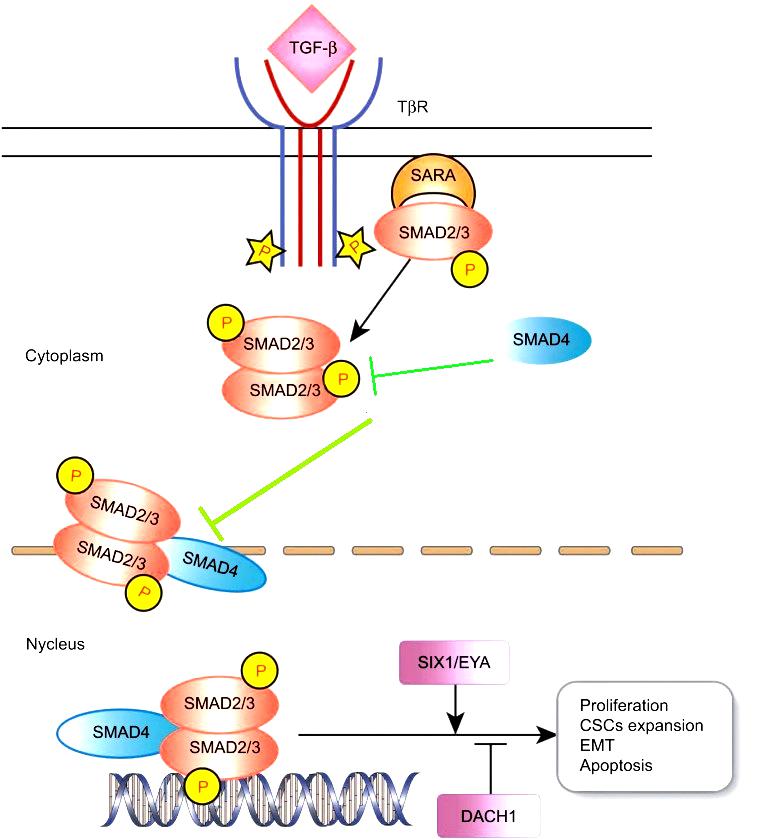 TGF-β
TβR
SARA
SMAD2/3
P
P
P
P
SMAD2/3
SMAD4
Cytoplasm
SMAD2/3
P
P
SMAD2/3
SMAD2/3
SMAD4
P
Nycleus
P
SIX1/EYA
SMAD2/3
SMAD4
SMAD2/3
P
Proliferation
CSCs expansion
EMT
Apoptosis
DACH1